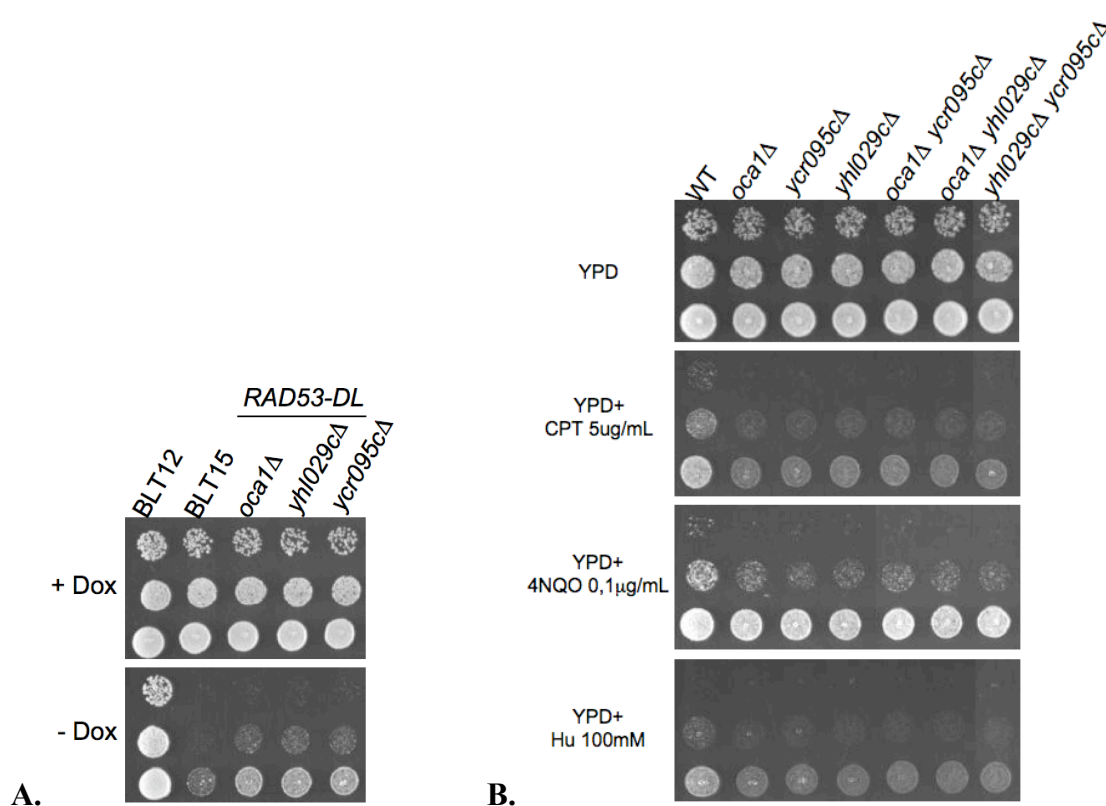 RAD53-DL
BLT12
BLT15
oca1Δ
yhl029cΔ
ycr095cΔ
+ Dox
- Dox
A.
WT
oca1Δ
ycr095cΔ
yhl029cΔ
oca1Δ ycr095cΔ
oca1Δ yhl029cΔ
yhl029cΔ ycr095cΔ
YPD
YPD+
CPT 5ug/mL
YPD+
4NQO 0,1µg/mL
YPD+
Hu 100mM
B.